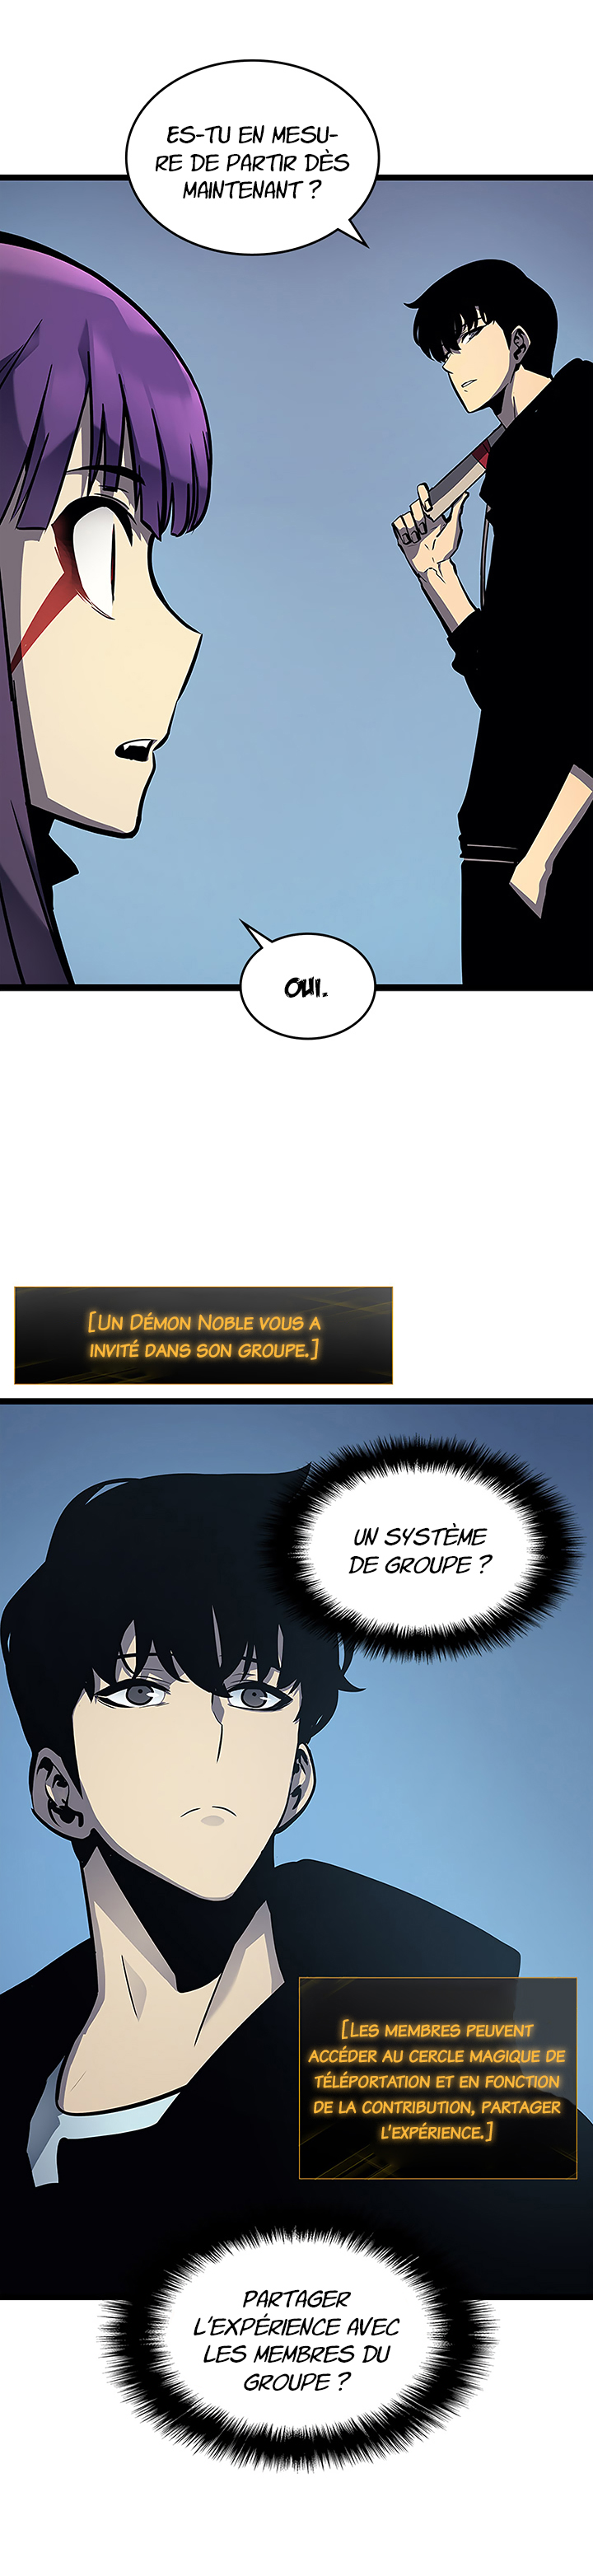 ES-TU EN MESU-
RE DE PARTIR DÈS
MAINTENANT ?
OUI.
[UN DÉMON NOBLE VOUS A
INVITÉ DANS SON GROUPE.]
UN SYSTÈME
DE GROUPE ?
[LES MEMBRES PEUVENT
ACCÉDER AU CERCLE MAGIQUE DE
TÉLÉPORTATION ET EN FONCTION
DE LA CONTRIBUTION, PARTAGER
L'EXPÉRIENCE.]
PARTAGER
L'EXPÉRIENCE AVEC
LES MEMBRES DU
GROUPE ?